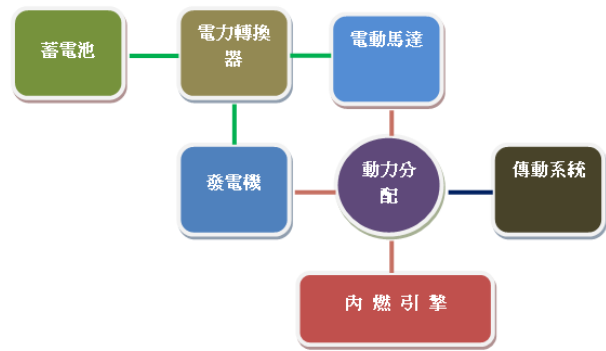 蓄電池
電力轉換
器
電動馬達
發電機
動力分
配
傳動系統
內 燃 引 擎